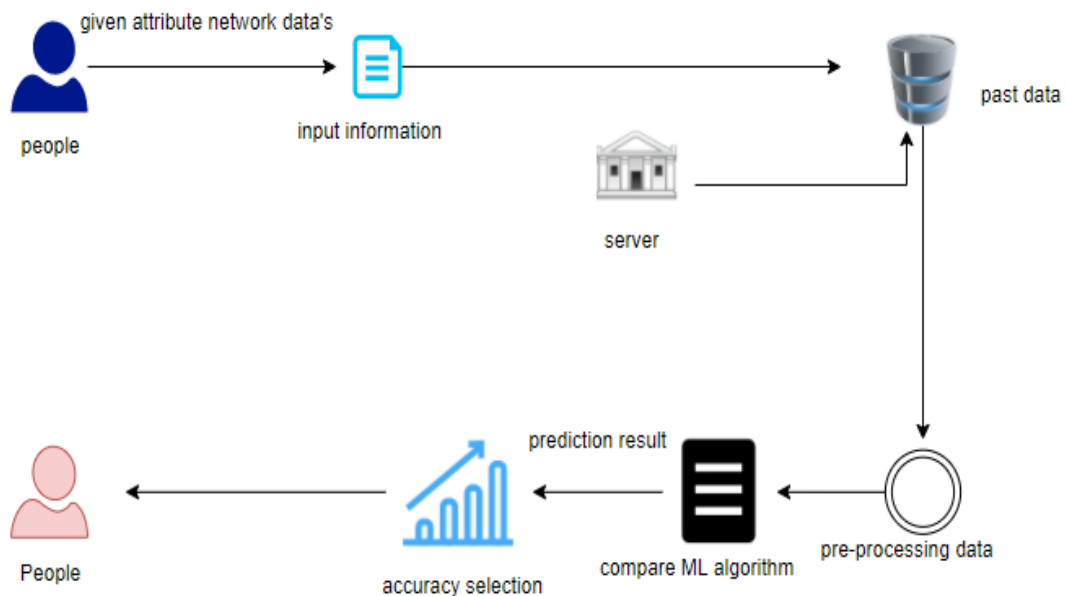 given attribute network data's
people
input information
past data
server
prediction result
People
accuracy selection
compare ML algorithm
pre-processing data